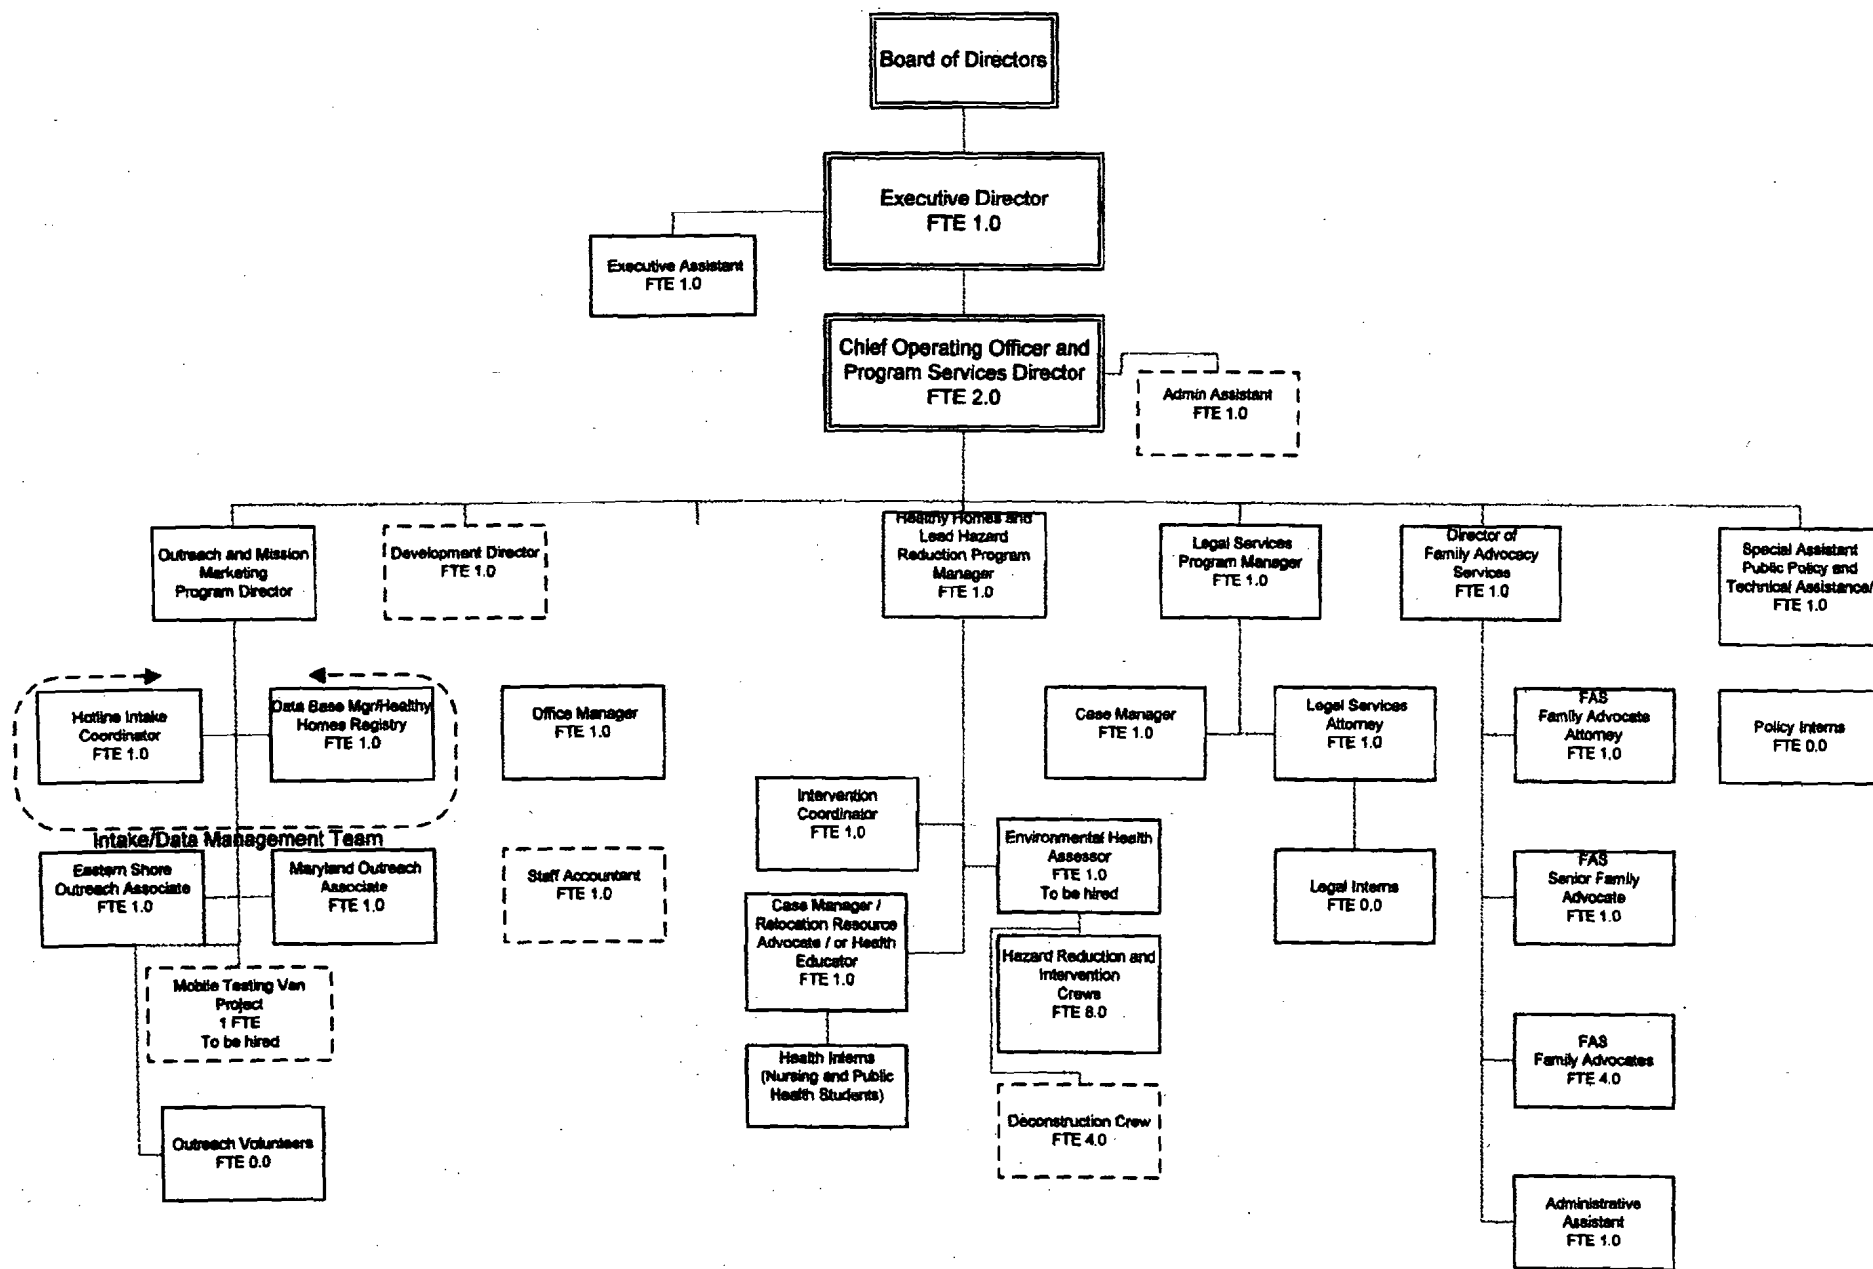 Board of Directors
Executive Director
FTE 1.0
Executive Assistant
FTE 1.0
Chief Operating Officer and
Program Services Director
FTE 2.0
Admin Assistant
FTE 1.0
Outreach and Mission
Marketing
Program Director
Development Director
FTE 1.0
Healthy Homes and
Lead Hazard
Reduction Program
Manager
FTE 1.0
Legal Services
Program Manager
FTE 1.0
Director of
Family Advocacy
Services
FTE 1.0
Special Assistant
Public Policy and
Technical Assistance/
FTE 1.0
Hotline Intake
Coordinator
FTE 1.0
Data Base Mgr/Healthy
Homes Registry
FTE 1.0
Office Manager
FTE 1.0
Case Manager
FTE 1.0
Legal Services
Attorney
FTE 1.0
FAS
Family Advocate
Attorney
FTE 1.0
Policy Interns
FTE 0.0
Intake/Data Management Team
Intervention
Coordinator
FTE 1.0
Environmental Health
Assessor
FTE 1.0
To be hired
Eastern Shore
Outreach Associate
FTE 1.0
Maryland Outreach
Associate
FTE 1.0
Staff Accountant
FTE 1.0
Legal Interns
FTE 0.0
FAS
Senior Family
Advocate
FTE 1.0
Case Manager /
Relocation Resource
Advocate / or Health
Educator
FTE 1.0
Hazard Reduction and
Intervention
Crews
FTE 8.0
Mobile Testing Van
Project
1 FTE
To be hired
Health Interns
(Nursing and Public
Health Students)
FAS
Family Advocates
FTE 4.0
Deconstruction Crew
FTE 4.0
Outreach Volunteers
FTE 0.0
Administrative
Assistant
FTE 1.0